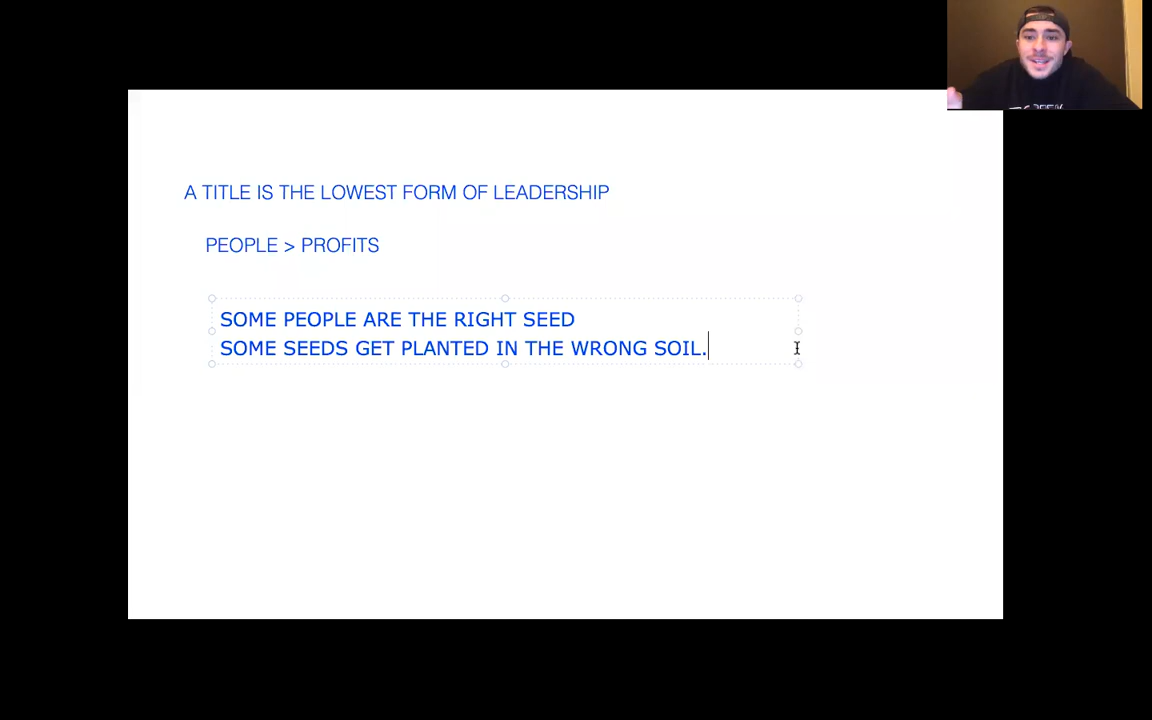 A TITLE IS THE LOWEST FORM OF LEADERSHIP
PEOPLE > PROFITS
SOME PEOPLE ARE THE RIGHT SEED
SOME SEEDS GET PLANTED IN THE WRONG SOIL.